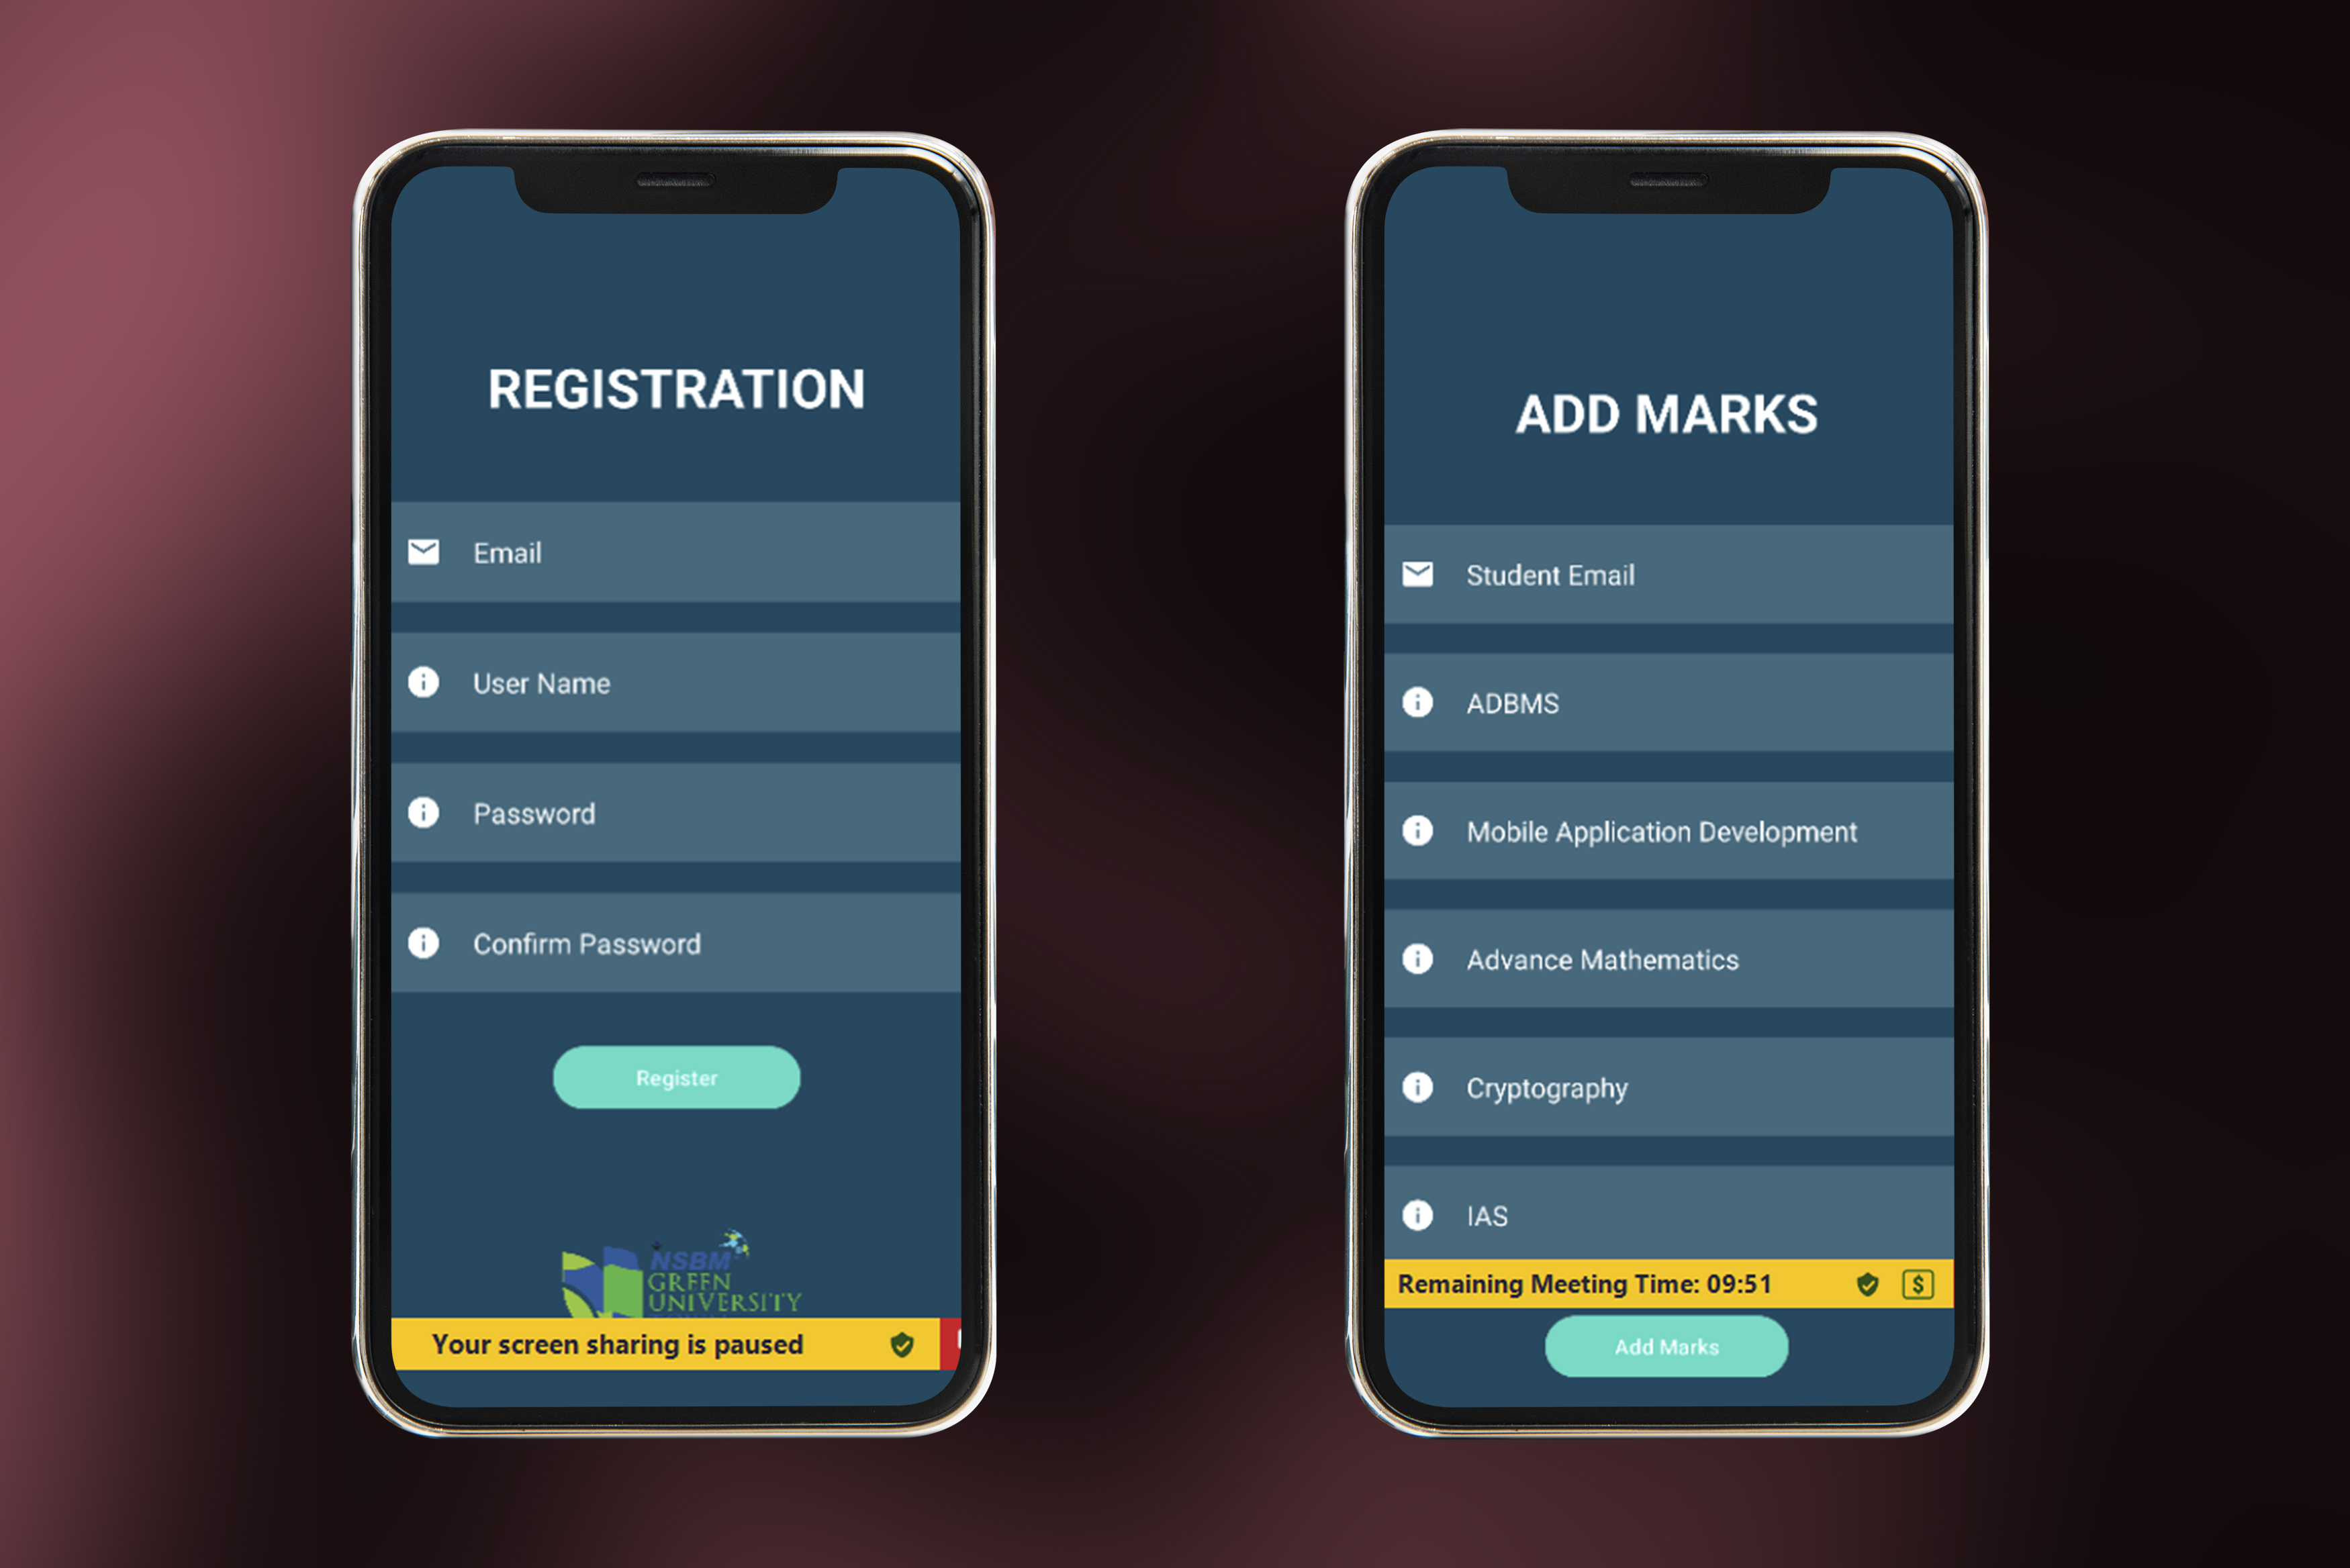 REGISTRATION
Email
User Name
Password
Confirm Password
Register
NSBM
GREEN
UNIVERSITY
Your screen sharing is paused
ADD MARKS
Student Email
ADBMS
Mobile Application Development
Advance Mathematics
Cryptography
IAS
Remaining Meeting Time: 09:51
Add Marks